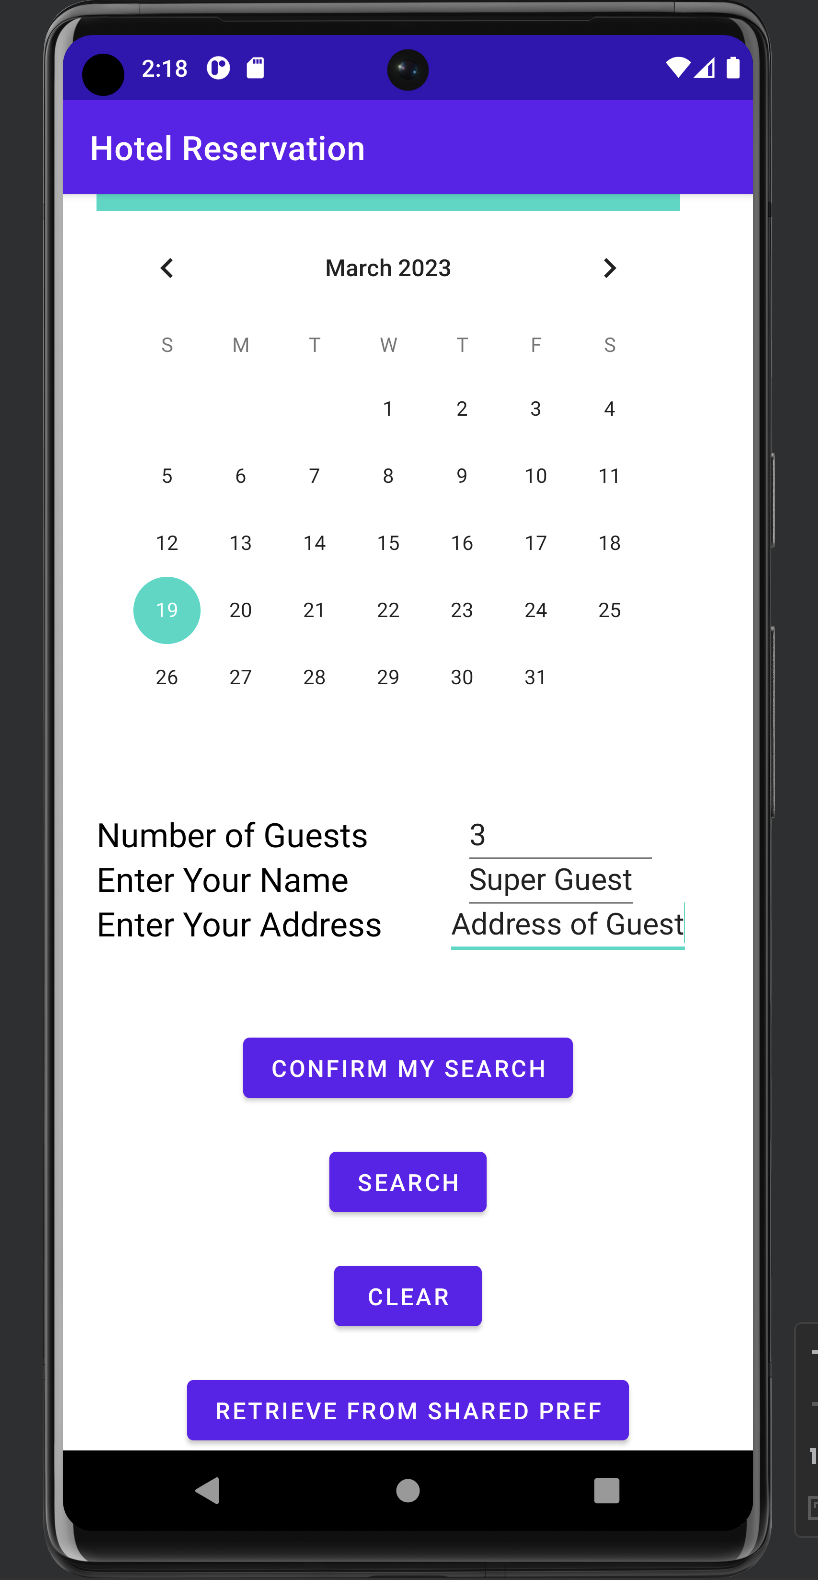 2:18
Hotel Reservation
March 2023
S M T W T F S
1 2 3 4
5 6 7 8 9 10 11
12 13 14 15 16 17 18
19 20 21 22 23 24 25
26 27 28 29 30 31
Number of Guests 3
Enter Your Name Super Guest
Enter Your Address Address of Guest
CONFIRM MY SEARCH
SEARCH
CLEAR
RETRIEVE FROM SHARED PREF